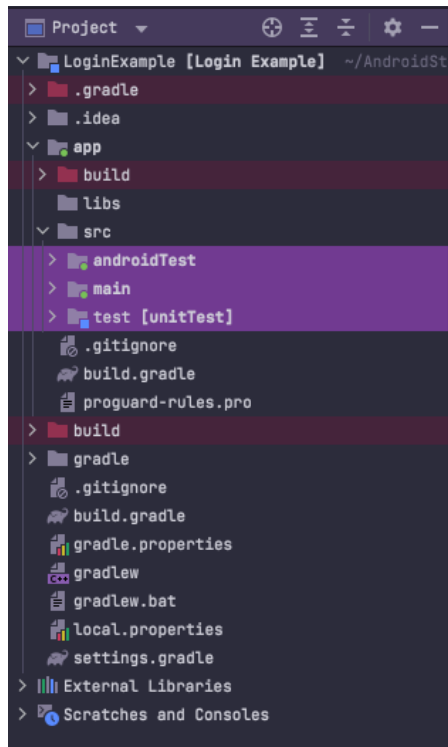 Project
LoginExample [Login Example] ~/AndroidSt
.gradle
.idea
app
build
libs
src
androidTest
main
test [unitTest]
.gitignore
build.gradle
proguard-rules.pro
build
gradle
.gitignore
build.gradle
gradle.properties
C++ gradlew
gradlew.bat
local.properties
settings.gradle
External Libraries
Scratches and Consoles